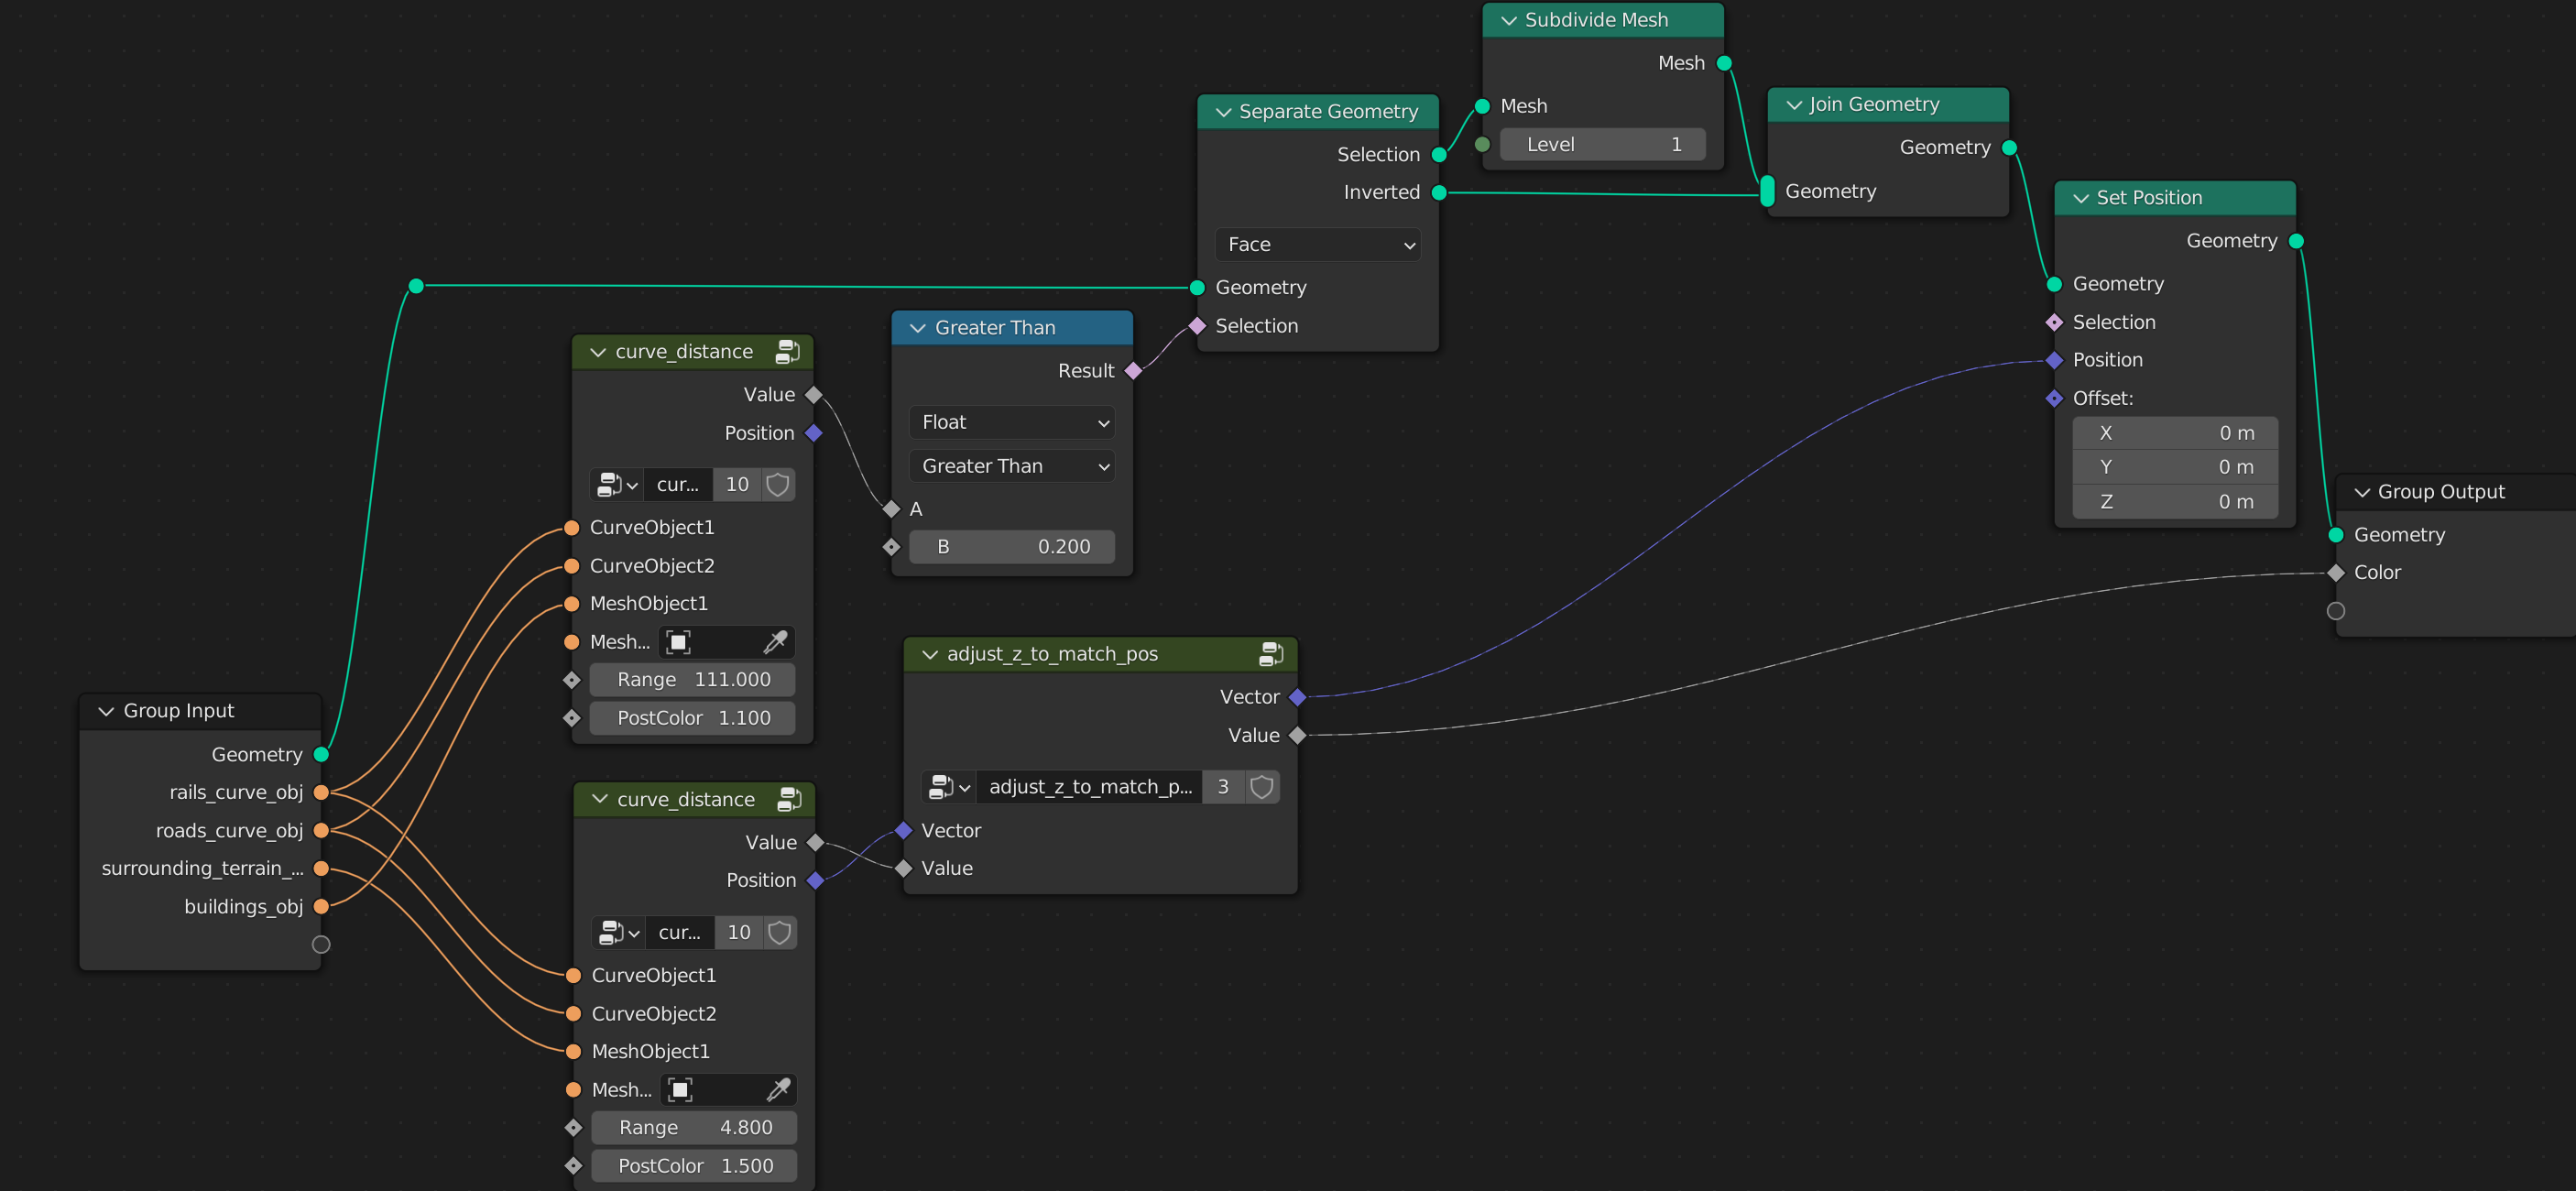 Group Input
Geometry
rails_curve_obj
roads_curve_obj
surrounding_terrain_...
buildings_obj
curve_distance
Value
Position
cur... 10
CurveObject1
CurveObject2
MeshObject1
Mesh...
Range 111.000
PostColor 1.100
curve_distance
Value
Position
cur... 10
CurveObject1
CurveObject2
MeshObject1
Mesh...
Range 4.800
PostColor 1.500
Greater Than
Result
Float
Greater Than
A
B 0.200
adjust_z_to_match_pos
Vector
Value
adjust_z_to_match_p... 3
Vector
Value
Separate Geometry
Selection
Inverted
Face
Geometry
Selection
Subdivide Mesh
Mesh
Mesh
Level 1
Join Geometry
Geometry
Geometry
Set Position
Geometry
Geometry
Selection
Position
Offset:
X 0 m
Y 0 m
Z 0 m
Group Output
Geometry
Color